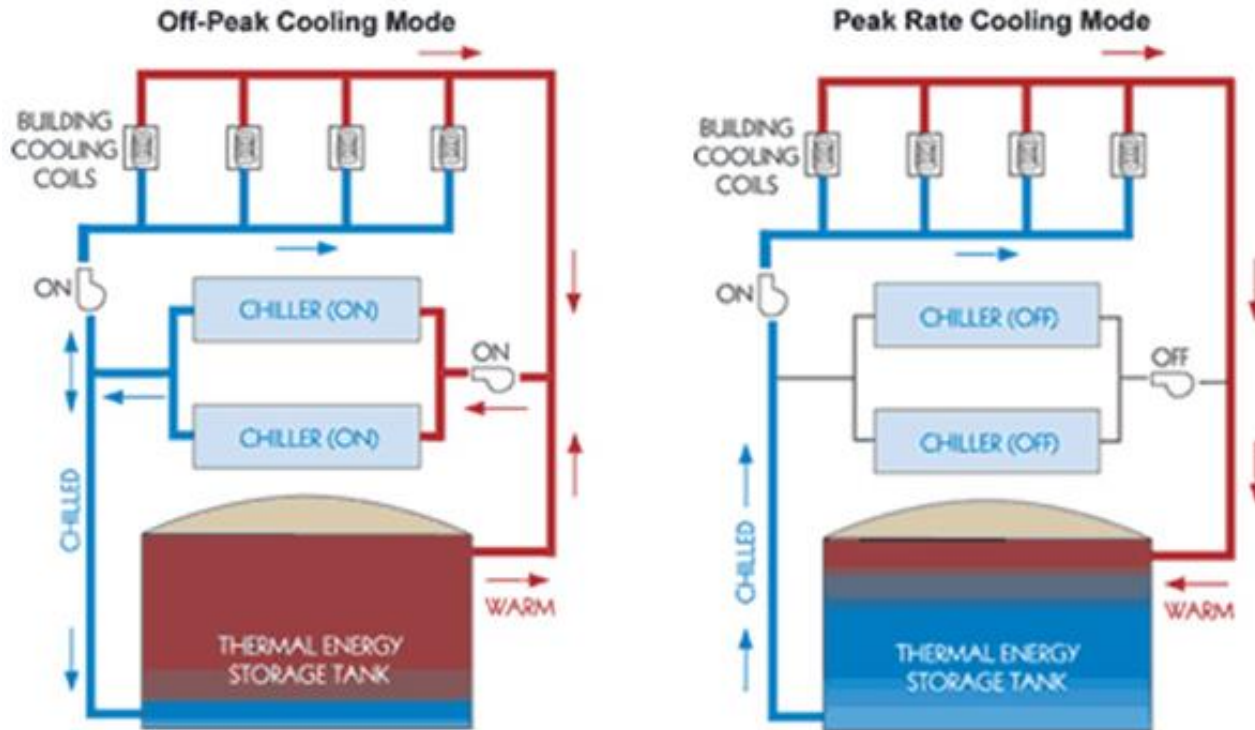 Off-Peak Cooling Mode
BUILDING
COOLING
COILS
ON
CHILLER (ON)
ON
CHILLER (ON)
CHILLED
WARM
THERMAL ENERGY
STORAGE TANK
Peak Rate Cooling Mode
BUILDING
COOLING
COILS
ON
CHILLER (OFF)
OFF
CHILLER (OFF)
CHILLED
WARM
THERMAL ENERGY
STORAGE TANK